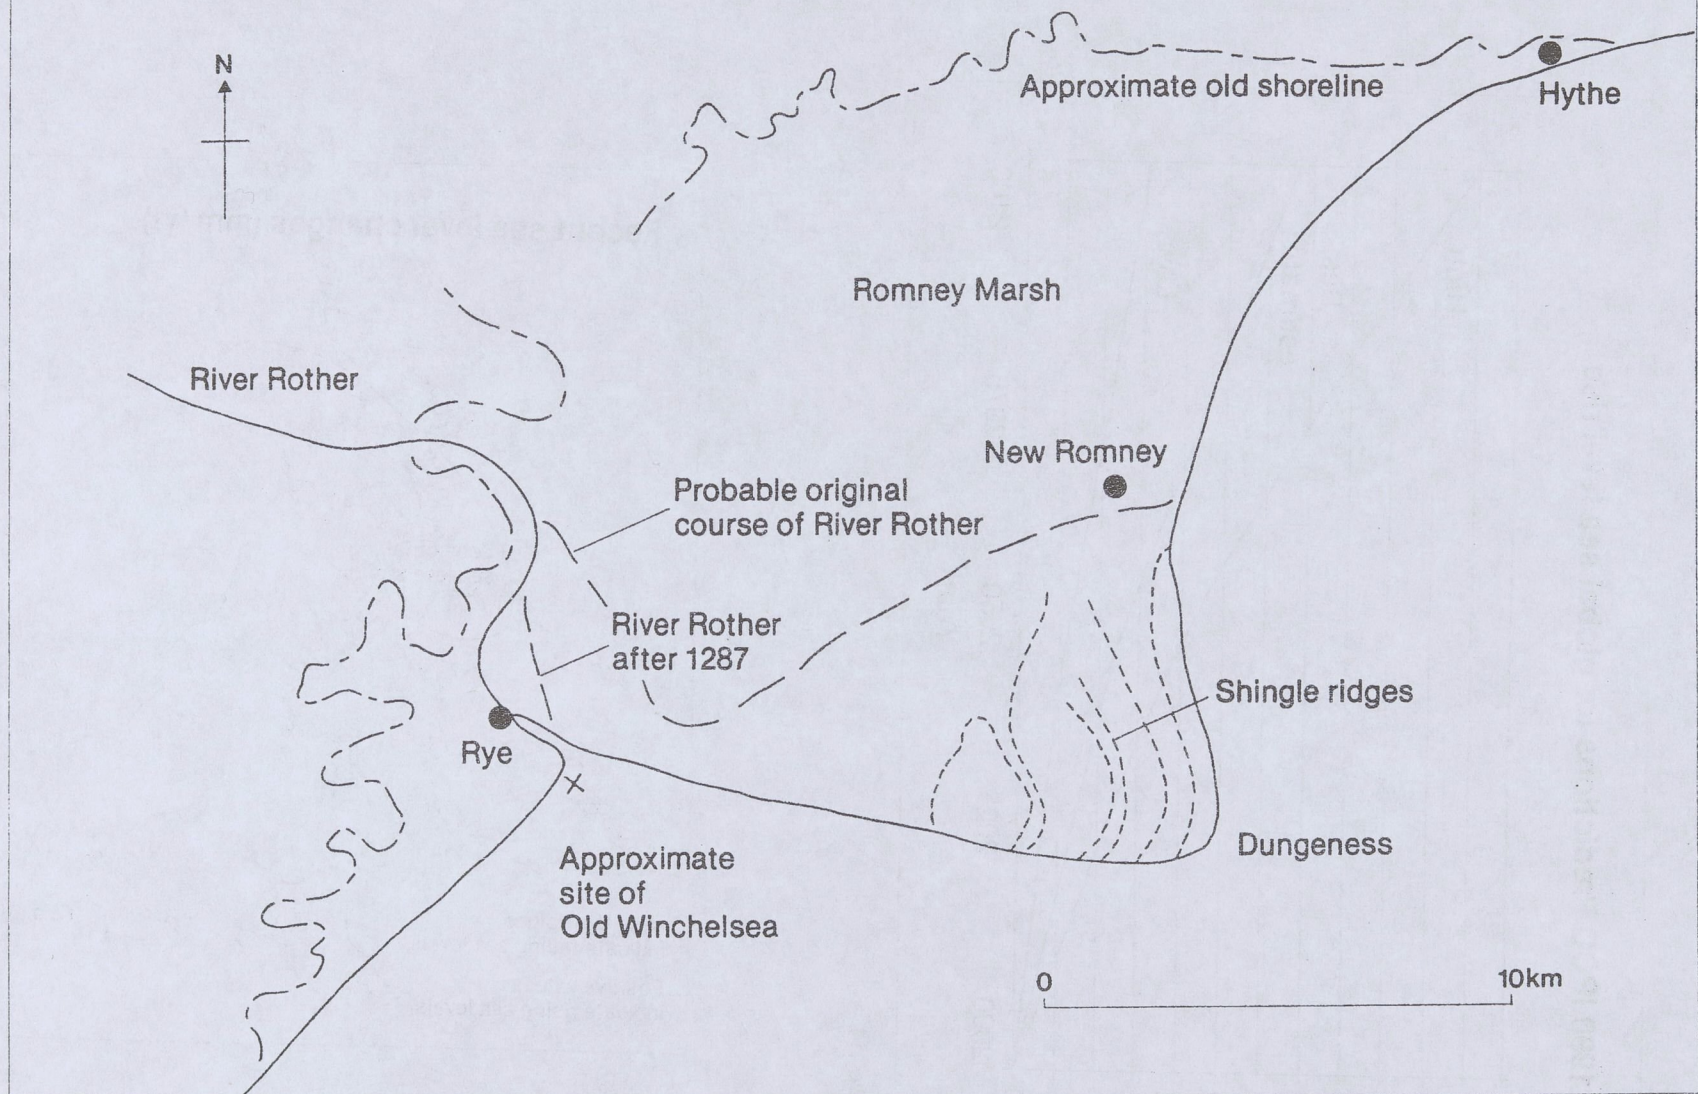 N
Approximate old shoreline
Hythe
Romney Marsh
River Rother
New Romney
Probable original
course of River Rother
River Rother
after 1287
Shingle ridges
Rye
Dungeness
Approximate
site of
Old Winchelsea
0
10km